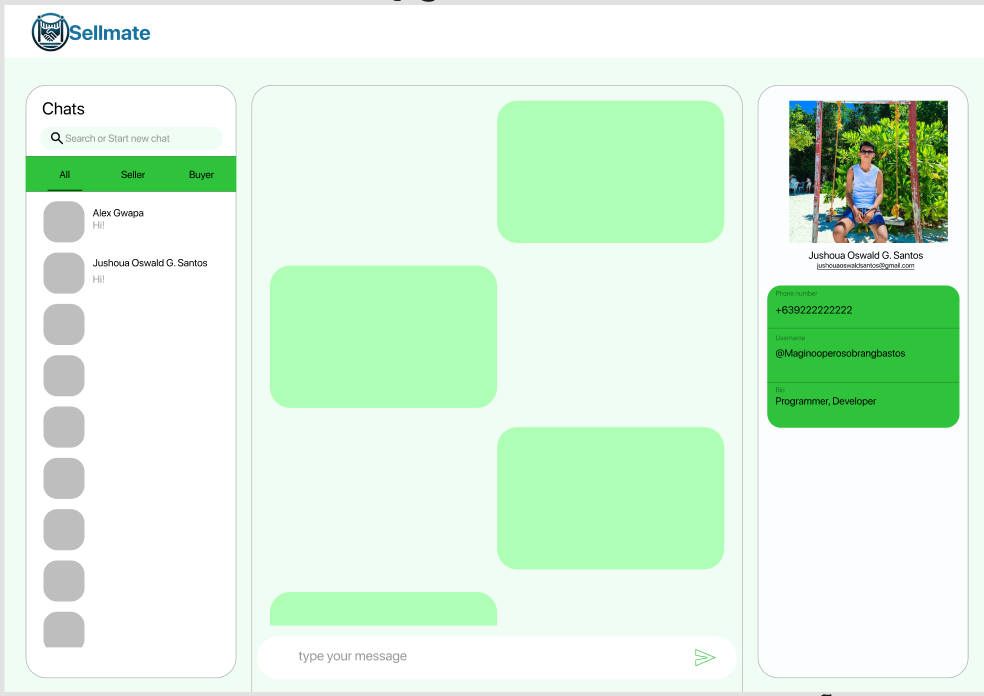 Sellmate
Chats
Search or Start new chat
All
Seller
Buyer
Alex Gwapa
Hi!
Jushoua Oswald G. Santos
Hi!
type your message
Jushoua Oswald G. Santos
jushouaoswaldsantos@gmail.com
Phone number
+639222222222
Username
@Maginooperosobrangbastos
Bio
Programmer, Developer